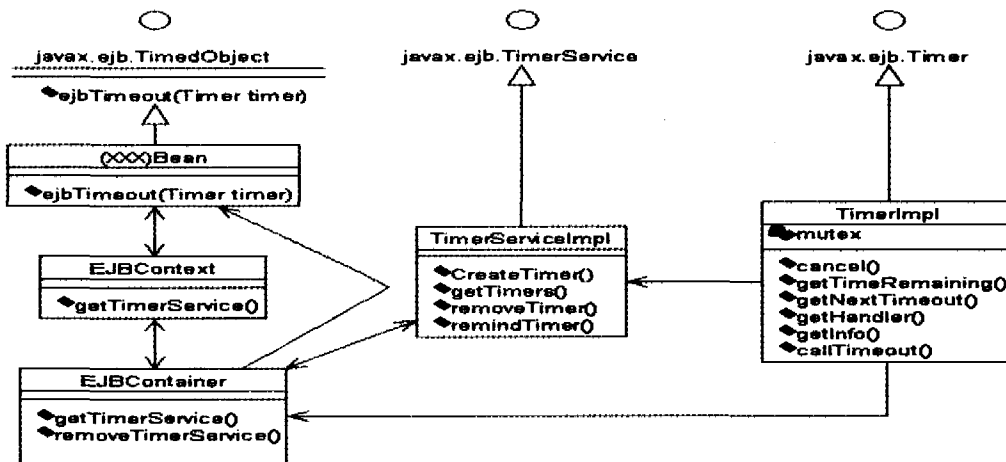 javax.ejb.TimedObject
ejbTimeout(Timer timer)
(XXX)Bean
ejbTimeout(Timer timer)
EJBContext
getTimerService()
EJBContainer
getTimerService()
removeTimerService()
javax.ejb.TimerService
TimerServiceImpl
CreateTimer()
getTimers()
removeTimer()
remindTimer()
javax.ejb.Timer
TimerImpl
mutex
cancel()
getTimeRemaining()
getNextTimeout()
getHandler()
getInfo()
callTimeout()